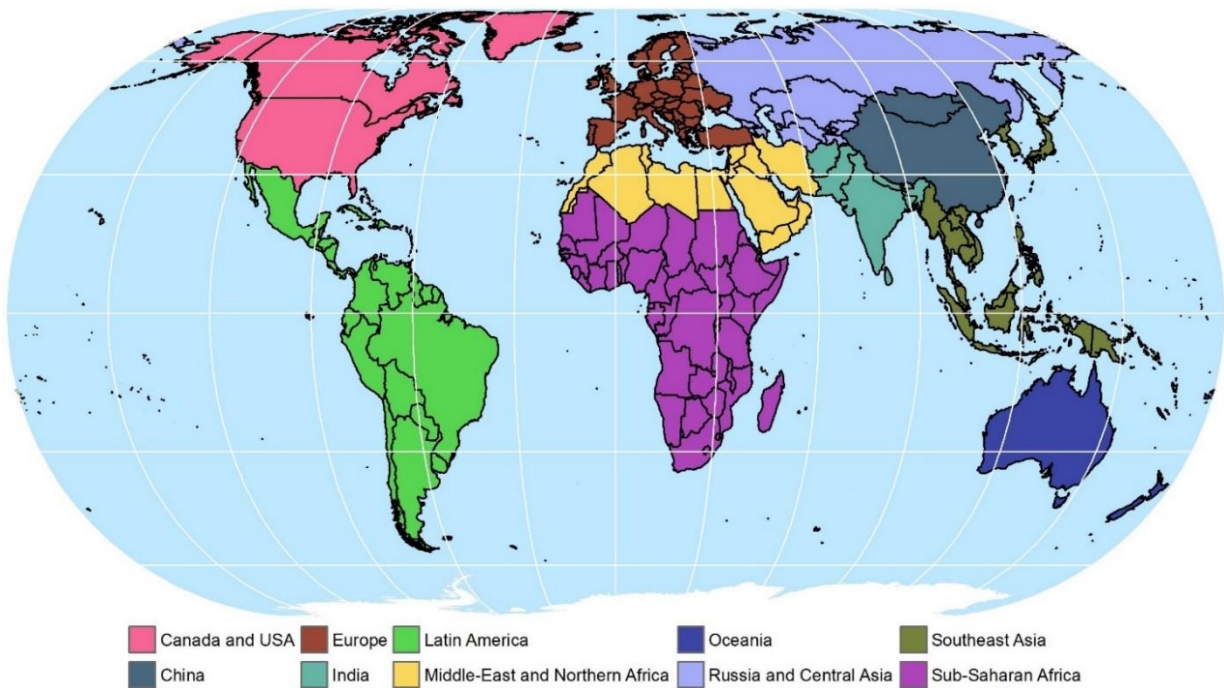 Canada and USA Europe Latin America Oceania Southeast Asia
China India Middle-East and Northern Africa Russia and Central Asia Sub-Saharan Africa